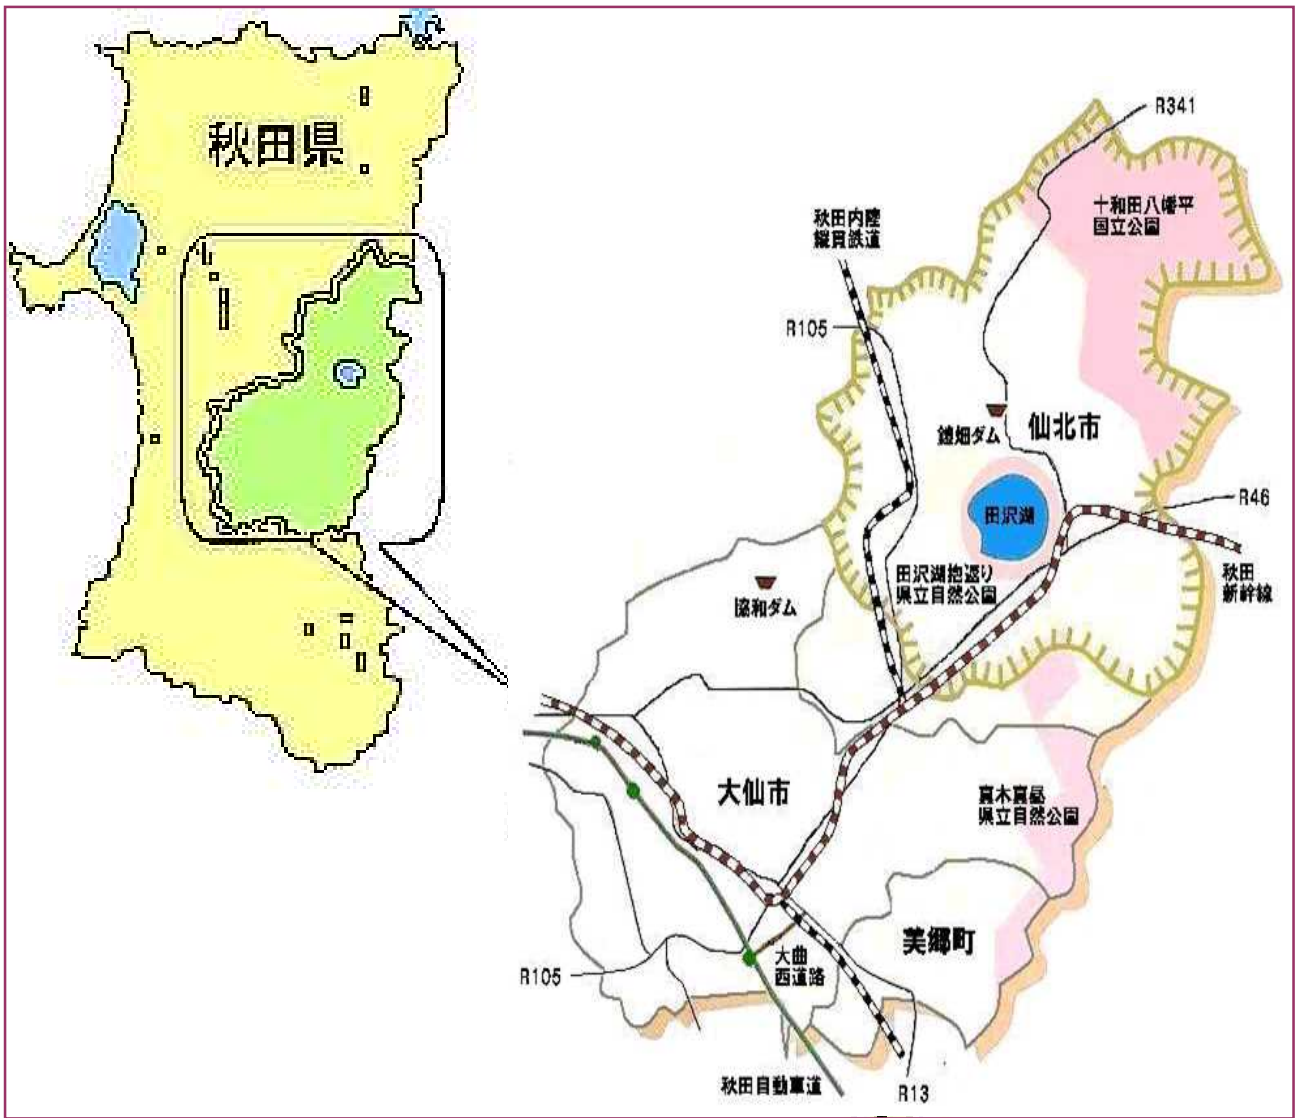 秋田県
R341
十和田八幡平
国立公園
秋田内陸
縦貫鉄道
R105
鎧畑ダム
仙北市
R46
田沢湖
秋田
新幹線
田沢湖抱返り
県立自然公園
協和ダム
大仙市
真木真昼
県立自然公園
美郷町
大曲
西道路
R105
秋田自動車道
R13